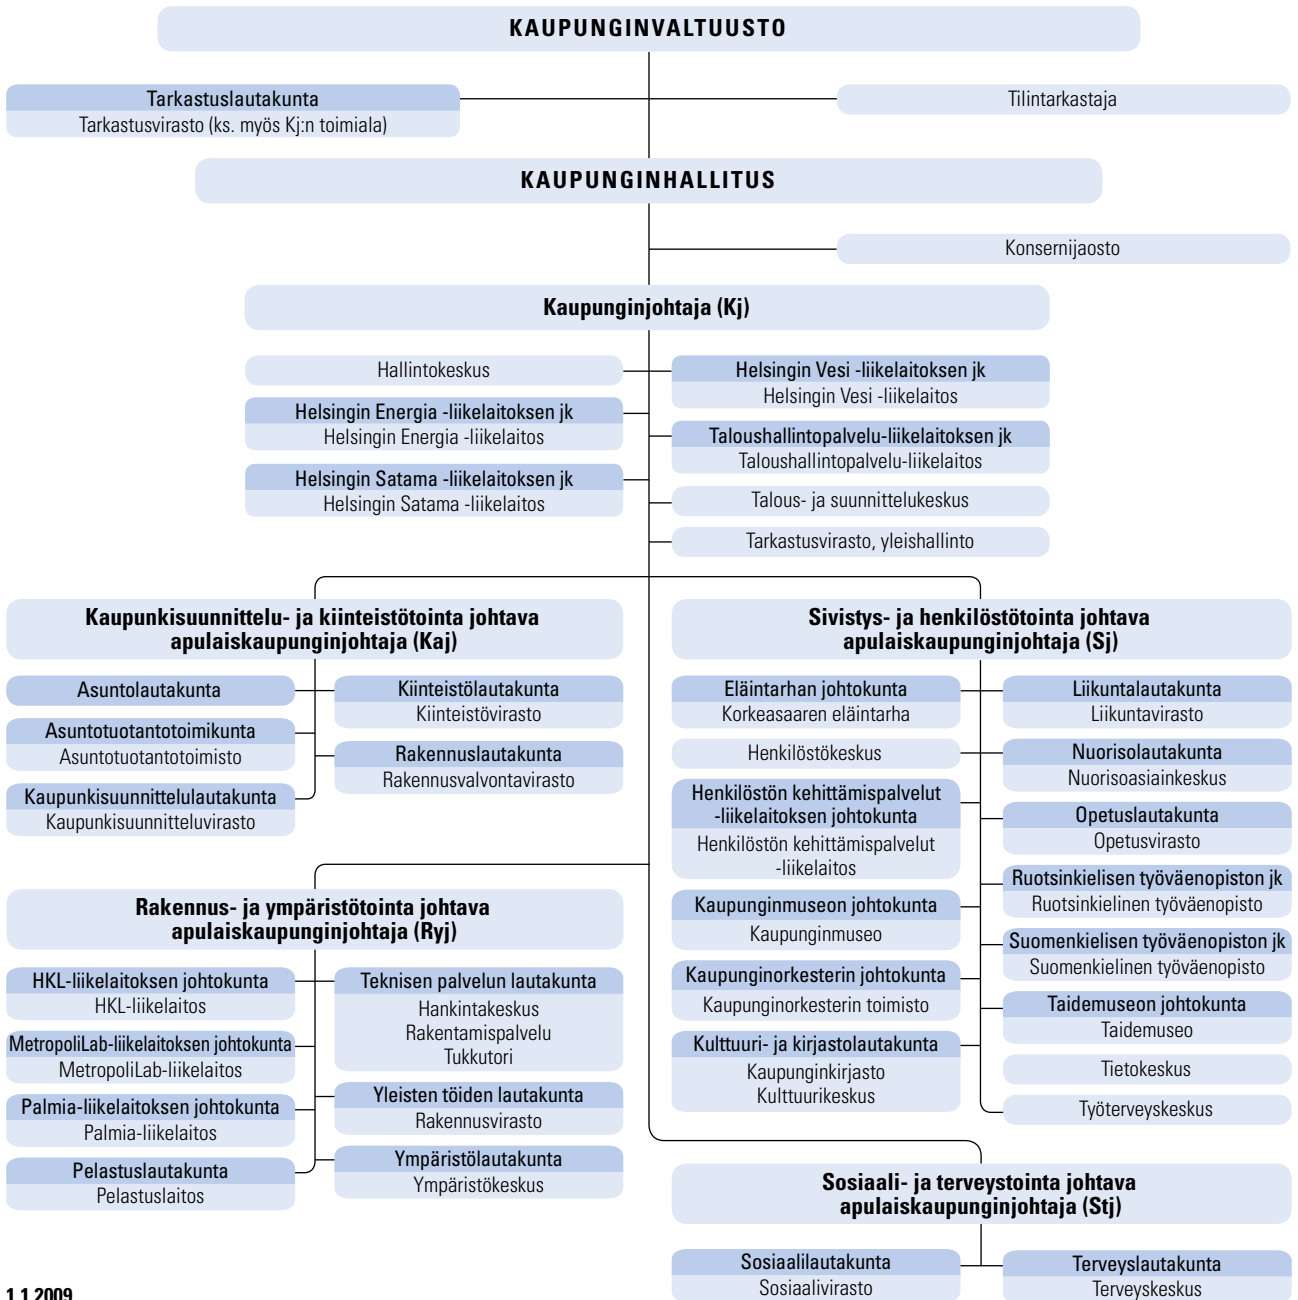 KAUPUNGINVALTUUSTO
Tarkastuslautakunta
Tarkastusvirasto (ks. myös Kj:n toimiala)
Tilintarkastaja
KAUPUNGINHALLITUS
Konsernijaosto
Kaupunginjohtaja (Kj)
Hallintokeskus
Helsingin Energia -liikelaitoksen jk
Helsingin Energia -liikelaitos
Helsingin Satama -liikelaitoksen jk
Helsingin Satama -liikelaitos
Helsingin Vesi -liikelaitoksen jk
Helsingin Vesi -liikelaitos
Taloushallintopalvelu-liikelaitoksen jk
Taloushallintopalvelu-liikelaitos
Talous- ja suunnittelukeskus
Tarkastusvirasto, yleishallinto
Kaupunkisuunnittelu- ja kiinteistötointa johtava
apulaiskaupunginjohtaja (Kaj)
Asuntolautakunta
Asuntotuotantotoimikunta
Asuntotuotantotoimisto
Kaupunkisuunnittelulautakunta
Kaupunkisuunnitteluvirasto
Kiinteistölautakunta
Kiinteistövirasto
Rakennuslautakunta
Rakennusvalvontavirasto
Sivistys- ja henkilöstötointa johtava
apulaiskaupunginjohtaja (Sj)
Eläintarhan johtokunta
Korkeasaaren eläintarha
Henkilöstökeskus
Henkilöstön kehittämispalvelut
-liikelaitoksen johtokunta
Henkilöstön kehittämispalvelut
-liikelaitos
Kaupunginmuseon johtokunta
Kaupunginmuseo
Kaupunginorkesterin johtokunta
Kaupunginorkesterin toimisto
Kulttuuri- ja kirjastolautakunta
Kaupunginkirjasto
Kulttuurikeskus
Liikuntalautakunta
Liikuntavirasto
Nuorisolautakunta
Nuorisoasiainkeskus
Opetuslautakunta
Opetusvirasto
Ruotsinkielisen työväenopiston jk
Ruotsinkielinen työväenopisto
Suomenkielisen työväenopiston jk
Suomenkielinen työväenopisto
Taidemuseon johtokunta
Taidemuseo
Tietokeskus
Työterveyskeskus
Rakennus- ja ympäristötointa johtava
apulaiskaupunginjohtaja (Ryj)
HKL-liikelaitoksen johtokunta
HKL-liikelaitos
MetropoliLab-liikelaitoksen johtokunta
MetropoliLab-liikelaitos
Palmia-liikelaitoksen johtokunta
Palmia-liikelaitos
Pelastuslautakunta
Pelastuslaitos
Teknisen palvelun lautakunta
Hankintakeskus
Rakentamispalvelu
Tukkutori
Yleisten töiden lautakunta
Rakennusvirasto
Ympäristölautakunta
Ympäristökeskus
Sosiaali- ja terveystointa johtava
apulaiskaupunginjohtaja (Stj)
Sosiaalilautakunta
Sosiaalivirasto
Terveyslautakunta
Terveyskeskus
1.1.2009